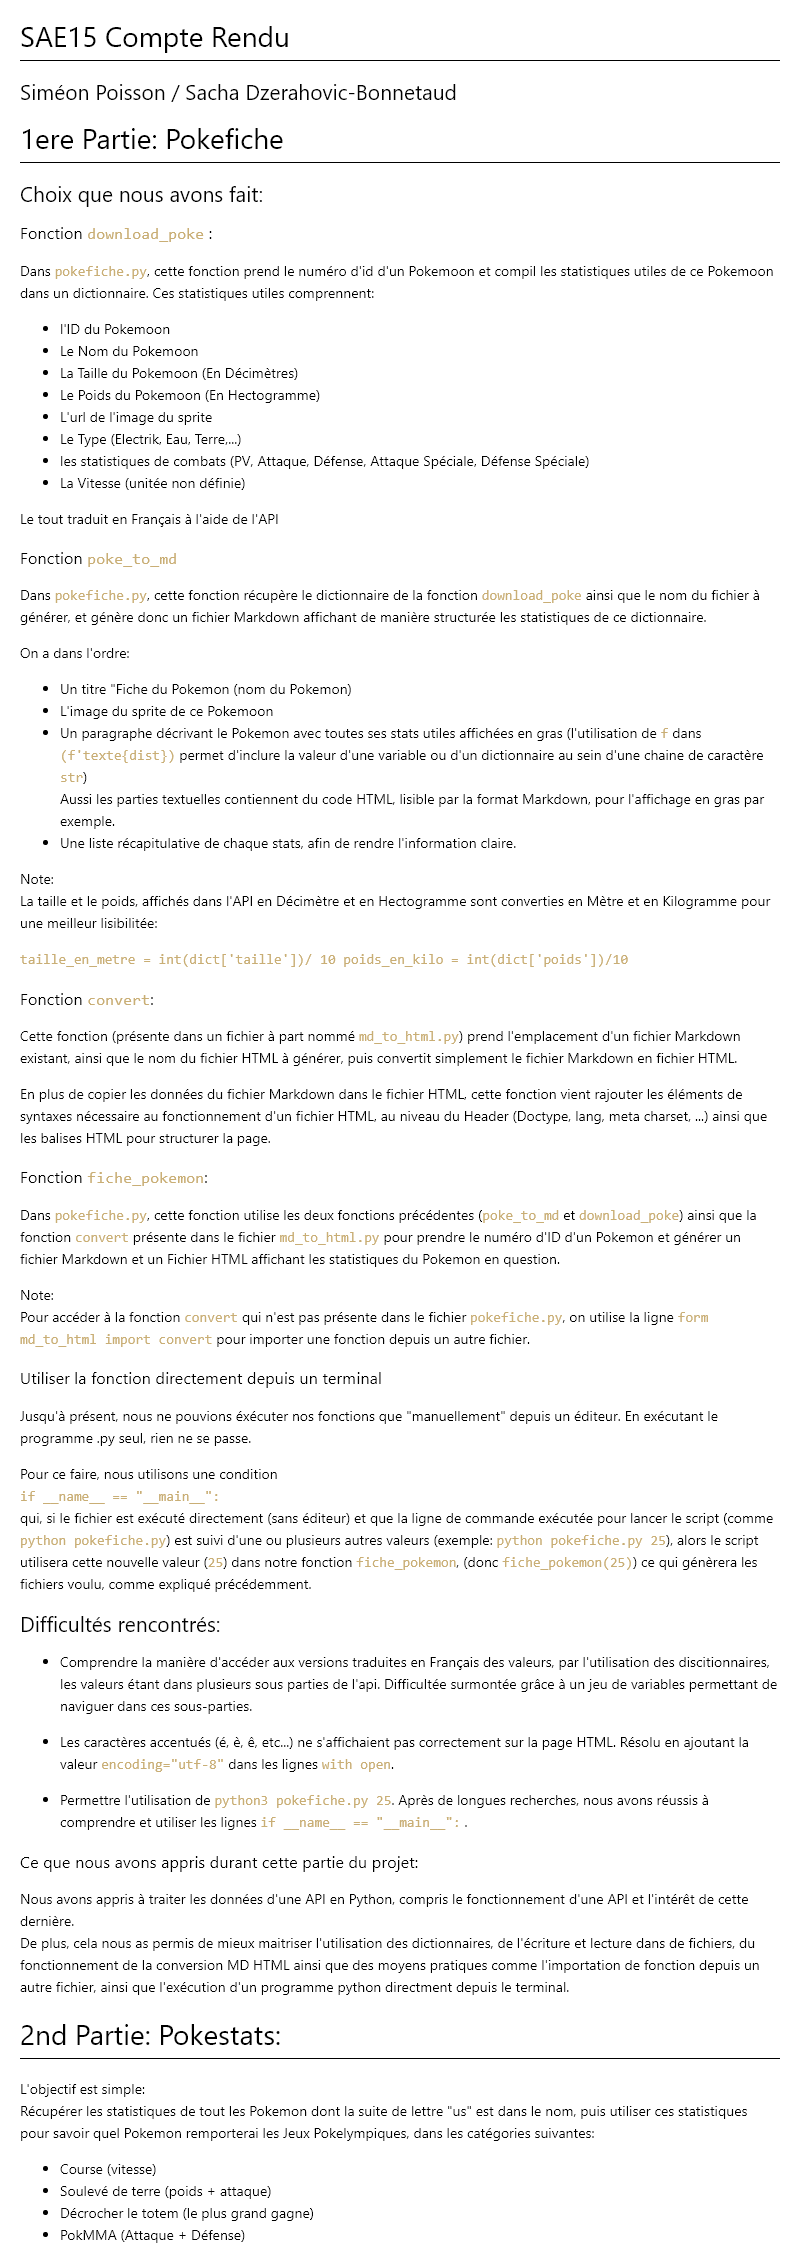 SAE15 Compte Rendu
Siméon Poisson / Sacha Dzerahovic-Bonnetaud
1ere Partie: Pokefiche
Choix que nous avons fait:
Fonction download_poke :
Dans pokefiche.py, cette fonction prend le numéro d'id d'un Pokemoon et compil les statistiques utiles de ce Pokemoon
dans un dictionnaire. Ces statistiques utiles comprennent:
• l'ID du Pokemoon
• Le Nom du Pokemoon
• La Taille du Pokemoon (En Décimètres)
• Le Poids du Pokemoon (En Hectogramme)
• L'url de l'image du sprite
• Le Type (Electrik, Eau, Terre,...)
• les statistiques de combats (PV, Attaque, Défense, Attaque Spéciale, Défense Spéciale)
• La Vitesse (unitée non définie)
Le tout traduit en Français à l'aide de l'API
Fonction poke_to_md
Dans pokefiche.py, cette fonction récupère le dictionnaire de la fonction download_poke ainsi que le nom du fichier à
générer, et génère donc un fichier Markdown affichant de manière structurée les statistiques de ce dictionnaire.
On a dans l'ordre:
• Un titre "Fiche du Pokemon (nom du Pokemon)
• L'image du sprite de ce Pokemoon
• Un paragraphe décrivant le Pokemon avec toutes ses stats utiles affichées en gras (l'utilisation de f dans
(f'texte{dist}) permet d'inclure la valeur d'une variable ou d'un dictionnaire au sein d'une chaine de caractère
str)
Aussi les parties textuelles contiennent du code HTML, lisible par la format Markdown, pour l'affichage en gras par
exemple.
• Une liste récapitulative de chaque stats, afin de rendre l'information claire.
Note:
La taille et le poids, affichés dans l'API en Décimètre et en Hectogramme sont converties en Mètre et en Kilogramme pour
une meilleur lisibilitée:
taille_en_metre = int(dict['taille'])/ 10 poids_en_kilo = int(dict['poids'])/10
Fonction convert:
Cette fonction (présente dans un fichier à part nommé md_to_html.py) prend l'emplacement d'un fichier Markdown
existant, ainsi que le nom du fichier HTML à générer, puis convertit simplement le fichier Markdown en fichier HTML.
En plus de copier les données du fichier Markdown dans le fichier HTML, cette fonction vient rajouter les éléments de
syntaxes nécessaire au fonctionnement d'un fichier HTML, au niveau du Header (Doctype, lang, meta charset, ...) ainsi que
les balises HTML pour structurer la page.
Fonction fiche_pokemon:
Dans pokefiche.py, cette fonction utilise les deux fonctions précédentes (poke_to_md et download_poke) ainsi que la
fonction convert présente dans le fichier md_to_html.py pour prendre le numéro d'ID d'un Pokemon et générer un
fichier Markdown et un Fichier HTML affichant les statistiques du Pokemon en question.
Note:
Pour accéder à la fonction convert qui n'est pas présente dans le fichier pokefiche.py, on utilise la ligne form
md_to_html import convert pour importer une fonction depuis un autre fichier.
Utiliser la fonction directement depuis un terminal
Jusqu'à présent, nous ne pouvions éxécuter nos fonctions que "manuellement" depuis un éditeur. En exécutant le
programme .py seul, rien ne se passe.
Pour ce faire, nous utilisons une condition
if __name__ == "__main__":
qui, si le fichier est exécuté directement (sans éditeur) et que la ligne de commande exécutée pour lancer le script (comme
python pokefiche.py) est suivi d'une ou plusieurs autres valeurs (exemple: python pokefiche.py 25), alors le script
utilisera cette nouvelle valeur (25) dans notre fonction fiche_pokemon, (donc fiche_pokemon(25)) ce qui génèrera les
fichiers voulu, comme expliqué précédemment.
Difficultés rencontrés:
• Comprendre la manière d'accéder aux versions traduites en Français des valeurs, par l'utilisation des discitionnaires,
les valeurs étant dans plusieurs sous parties de l'api. Difficultée surmontée grâce à un jeu de variables permettant de
naviguer dans ces sous-parties.
• Les caractères accentués (é, è, ê, etc...) ne s'affichaient pas correctement sur la page HTML. Résolu en ajoutant la
valeur encoding="utf-8" dans les lignes with open.
• Permettre l'utilisation de python3 pokefiche.py 25. Après de longues recherches, nous avons réussis à
comprendre et utiliser les lignes if __name__ == "__main__": .
Ce que nous avons appris durant cette partie du projet:
Nous avons appris à traiter les données d'une API en Python, compris le fonctionnement d'une API et l'intérêt de cette
dernière.
De plus, cela nous as permis de mieux maitriser l'utilisation des dictionnaires, de l'écriture et lecture dans de fichiers, du
fonctionnement de la conversion MD HTML ainsi que des moyens pratiques comme l'importation de fonction depuis un
autre fichier, ainsi que l'exécution d'un programme python directment depuis le terminal.
2nd Partie: Pokestats:
L'objectif est simple:
Récupérer les statistiques de tout les Pokemon dont la suite de lettre "us" est dans le nom, puis utiliser ces statistiques
pour savoir quel Pokemon remporterai les Jeux Pokelympiques, dans les catégories suivantes:
• Course (vitesse)
• Soulevé de terre (poids + attaque)
• Décrocher le totem (le plus grand gagne)
• PokMMA (Attaque + Défense)